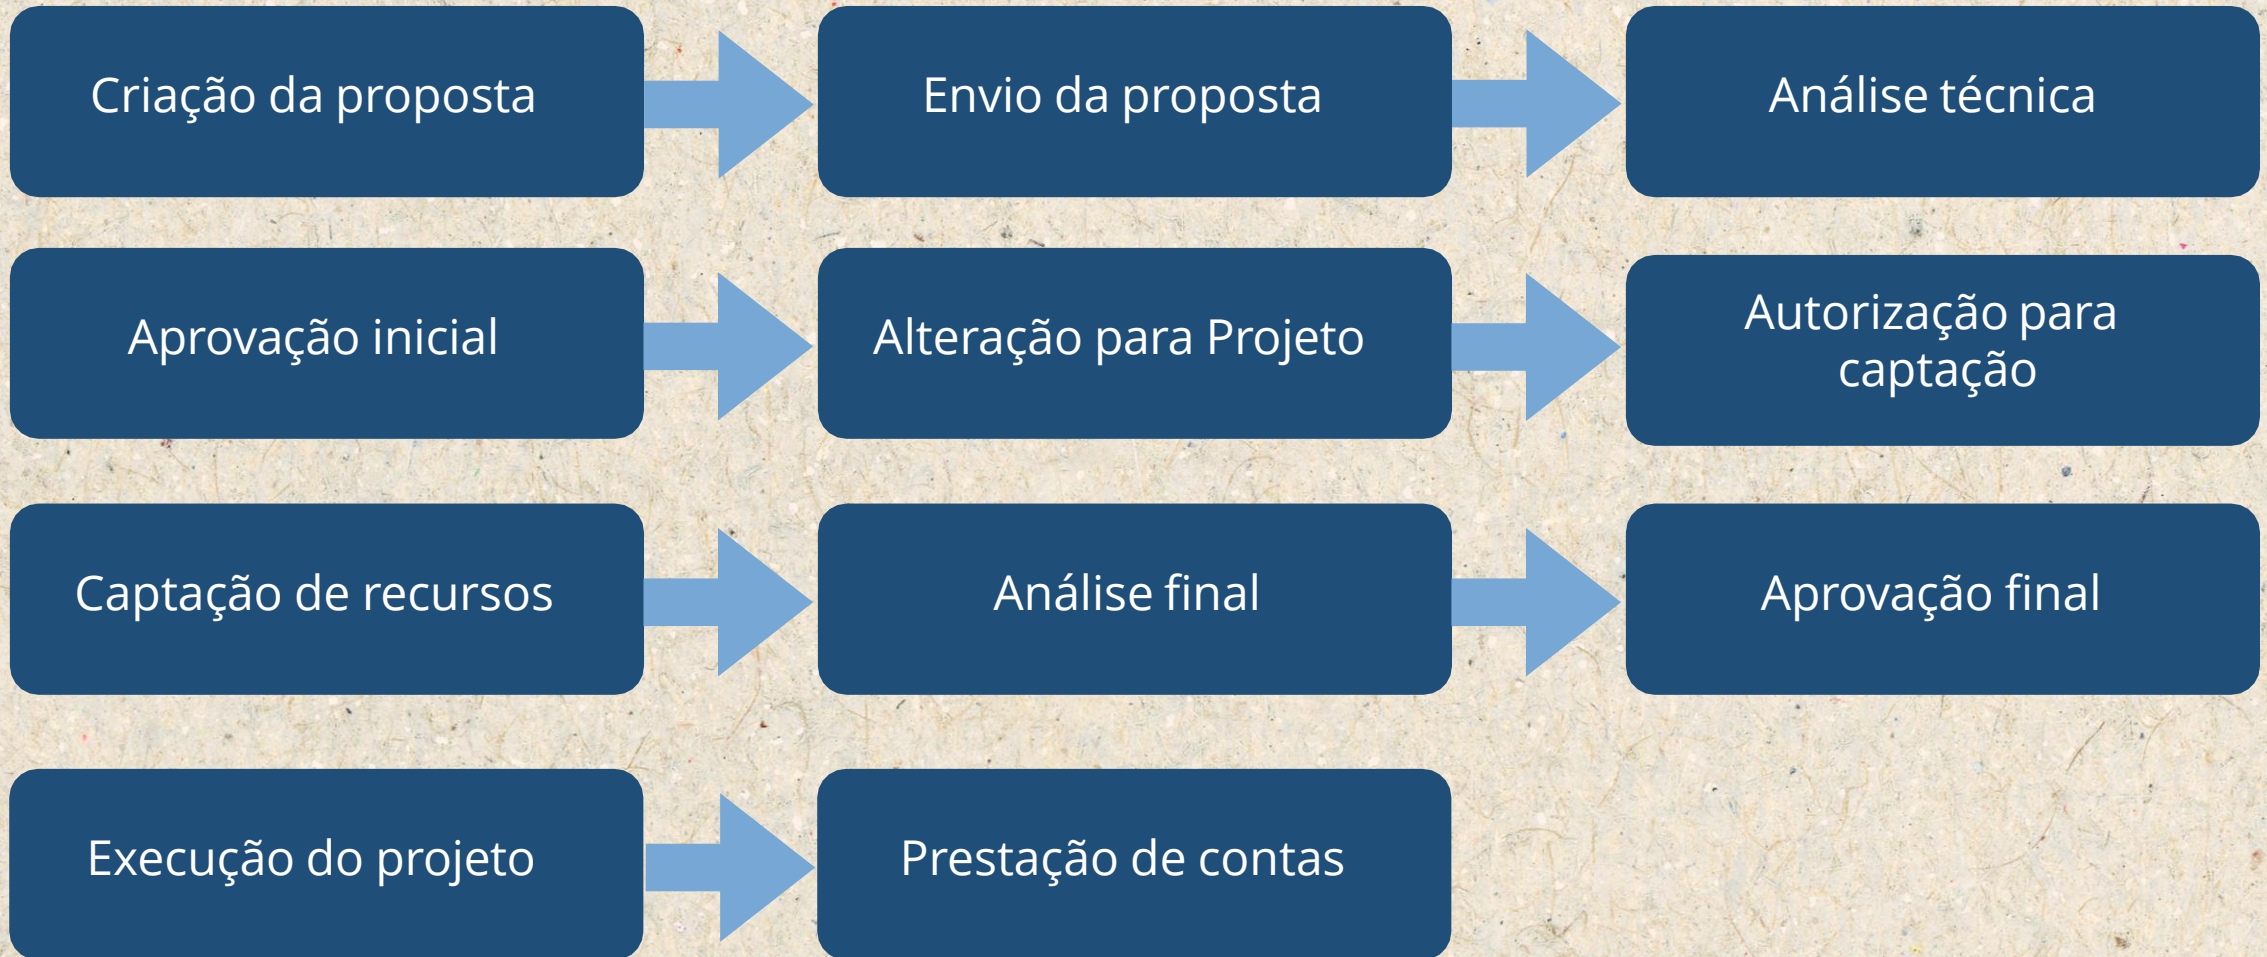 Criação da proposta
Envio da proposta
Análise técnica
Aprovação inicial
Alteração para Projeto
Autorização para
captação
Captação de recursos
Análise final
Aprovação final
Execução do projeto
Prestação de contas